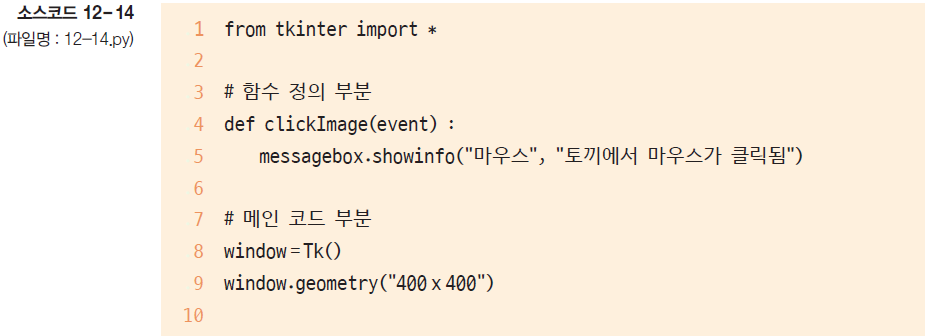 소스코드 12-14
(파일명 : 12-14.py)
1 from tkinter import *
2
3 # 함수 정의 부분
4 def clickImage(event) :
5     messagebox.showinfo("마우스", "토끼에서 마우스가 클릭됨")
6
7 # 메인 코드 부분
8 window=Tk()
9 window.geometry("400x400")
10